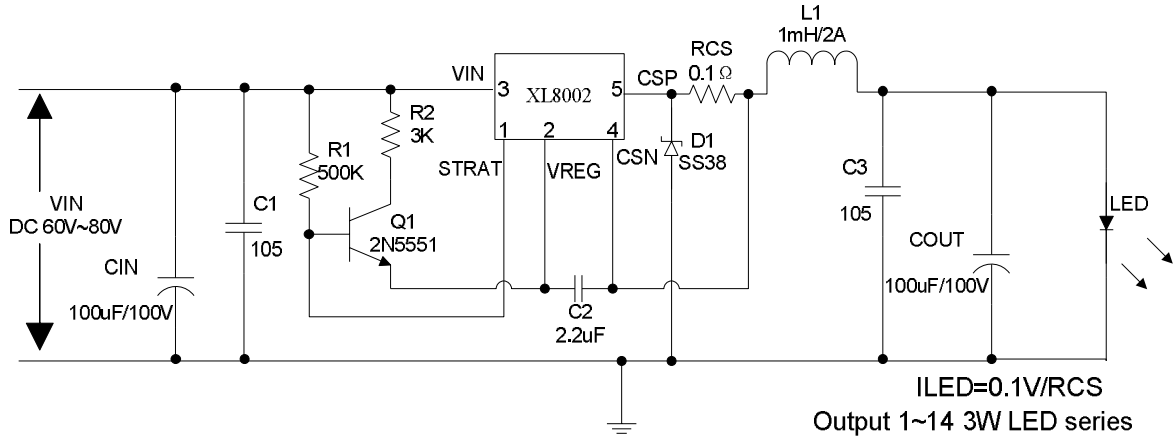 L1
1mH/2A
RCS
0.1Ω
VIN
3
XL8002
5
CSP
1
2
4
R2
3K
R1
500K
STRAT
VREG
CSN
D1
SS38
C3
105
VIN
DC 60V~80V
C1
105
Q1
2N5551
LED
CIN
100uF/100V
COUT
100uF/100V
C2
2.2uF
ILED=0.1V/RCS
Output 1~14 3W LED series